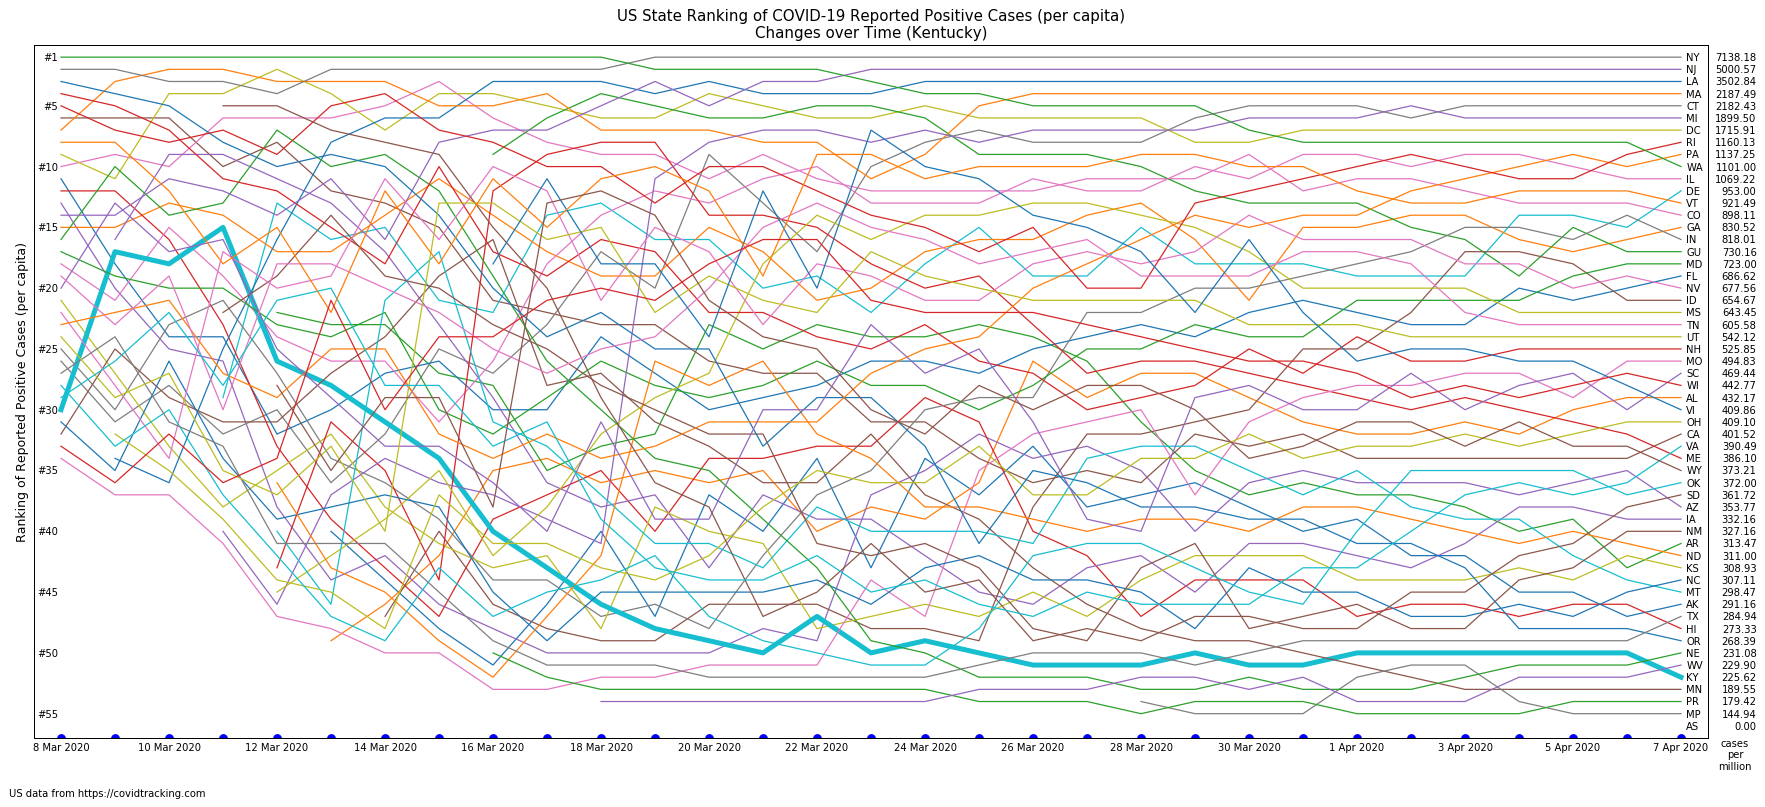 US State Ranking of COVID-19 Reported Positive Cases (per capita)
Changes over Time (Kentucky)
Ranking of Reported Positive Cases (per capita)
#1
#5
#10
#15
#20
#25
#30
#35
#40
#45
#50
#55
NY 7138.18
NJ 5000.57
LA 3502.84
MA 2187.49
CT 2182.43
MI 1899.50
DC 1715.91
RI 1160.13
PA 1137.25
WA 1101.00
IL 1069.22
DE 953.00
VT 921.49
CO 898.11
GA 830.52
IN 818.01
GU 730.16
MD 723.00
FL 686.62
NV 677.56
ID 654.67
MS 643.45
TN 605.58
UT 542.12
NH 525.85
MO 494.83
SC 469.44
WI 442.77
AL 432.17
VI 409.86
OH 409.10
CA 401.52
VA 390.49
ME 386.10
WY 373.21
OK 372.00
SD 361.72
AZ 353.77
IA 332.16
NM 327.16
AR 313.47
ND 311.00
KS 308.93
NC 307.11
MT 298.47
AK 291.16
TX 284.94
HI 273.33
OR 268.39
NE 231.08
WV 229.90
KY 225.62
MN 189.55
PR 179.42
MP 144.94
AS 0.00
8 Mar 2020 10 Mar 2020 12 Mar 2020 14 Mar 2020 16 Mar 2020 18 Mar 2020 20 Mar 2020 22 Mar 2020 24 Mar 2020 26 Mar 2020 28 Mar 2020 30 Mar 2020 1 Apr 2020 3 Apr 2020 5 Apr 2020 7 Apr 2020
cases
per
million
US data from https://covidtracking.com